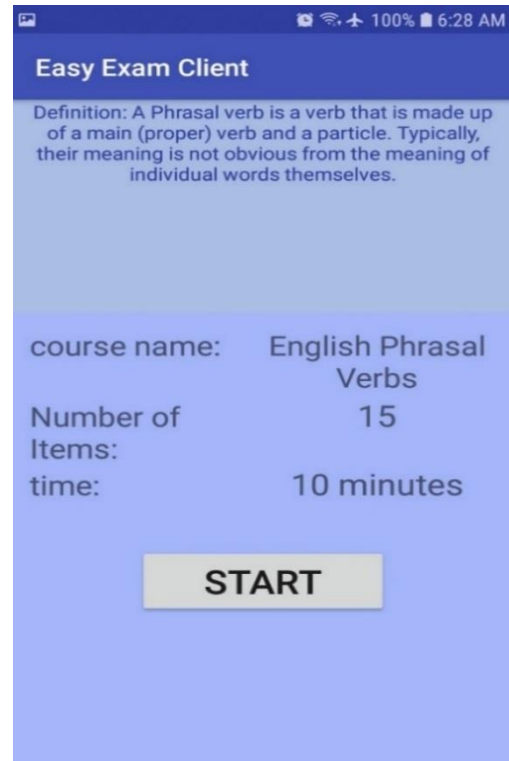 100% 6:28 AM
Easy Exam Client
Definition: A Phrasal verb is a verb that is made up
of a main (proper) verb and a particle. Typically,
their meaning is not obvious from the meaning of
individual words themselves.
course name: English Phrasal
Verbs
Number of 15
Items:
time: 10 minutes
START